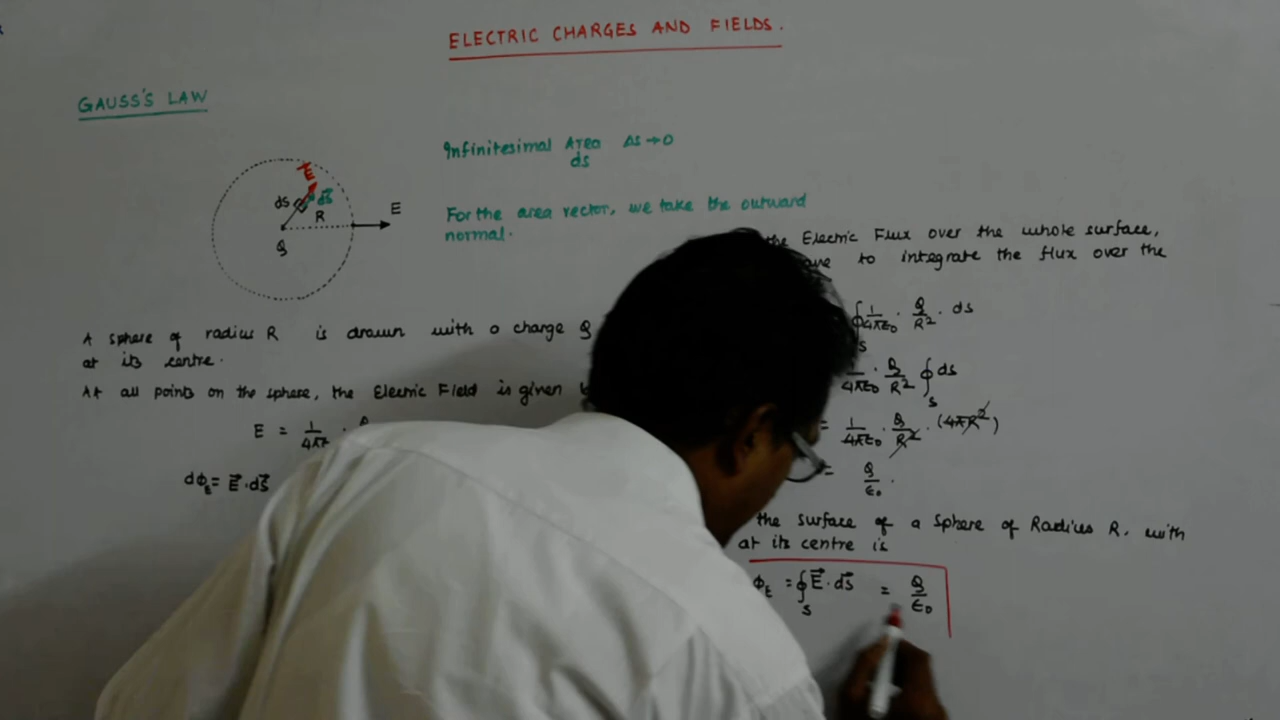 ELECTRIC CHARGES AND FIELDS.
GAUSS'S LAW
Infinitesimal Area Δs→0
ds
For the area vector, we take the outward
normal.
E
ds ds
R
E
Q
A sphere of radius R is drawn with a charge Q
at its centre.
At all points on the sphere, the Electric Field is given
E = 1/4π
dϕE = E⃗·ds⃗
the Electric Flux over the whole surface,
to integrate the flux over the
∮S 1/4πε0 · Q/R² · ds
/4πε0 · Q/R² ∮S ds
= 1/4πε0 · Q/R² · (4πR²)
= Q/ε0.
the surface of a sphere of Radius R, with
at its centre is
ϕE = ∮S E⃗·ds⃗ = Q/ε0